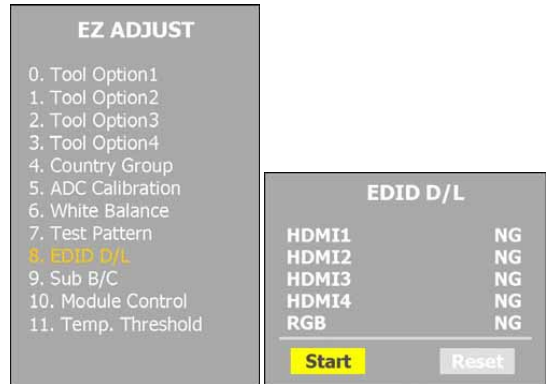 EZ ADJUST
0. Tool Option1
1. Tool Option2
2. Tool Option3
3. Tool Option4
4. Country Group
5. ADC Calibration
6. White Balance
7. Test Pattern
8. EDID D/L
9. Sub B/C
10. Module Control
11. Temp. Threshold
EDID D/L
HDMI1 NG
HDMI2 NG
HDMI3 NG
HDMI4 NG
RGB NG
Start Reset